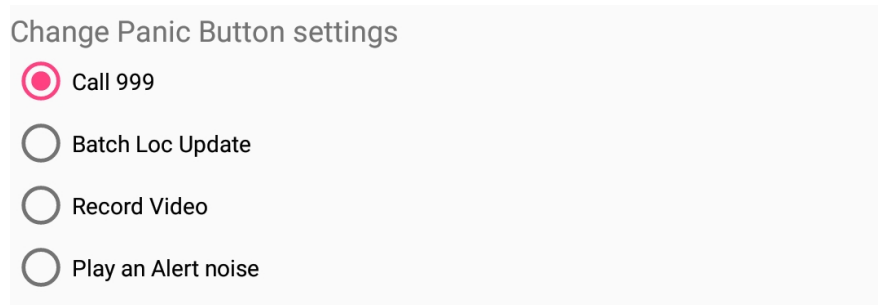 Change Panic Button settings
Call 999
Batch Loc Update
Record Video
Play an Alert noise